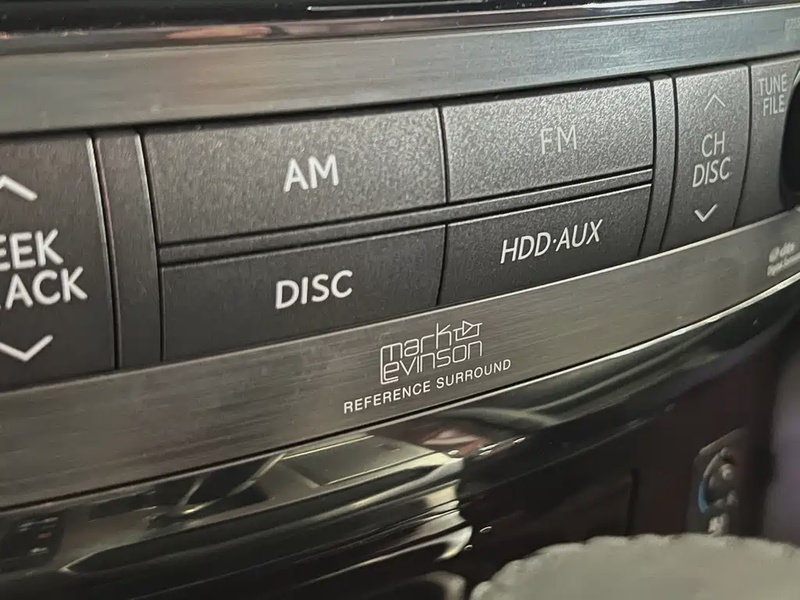 TUNE
FILE
AM
FM
CH
DISC
EEK
ACK
DISC
HDD·AUX
mark
Levinson
REFERENCE SURROUND